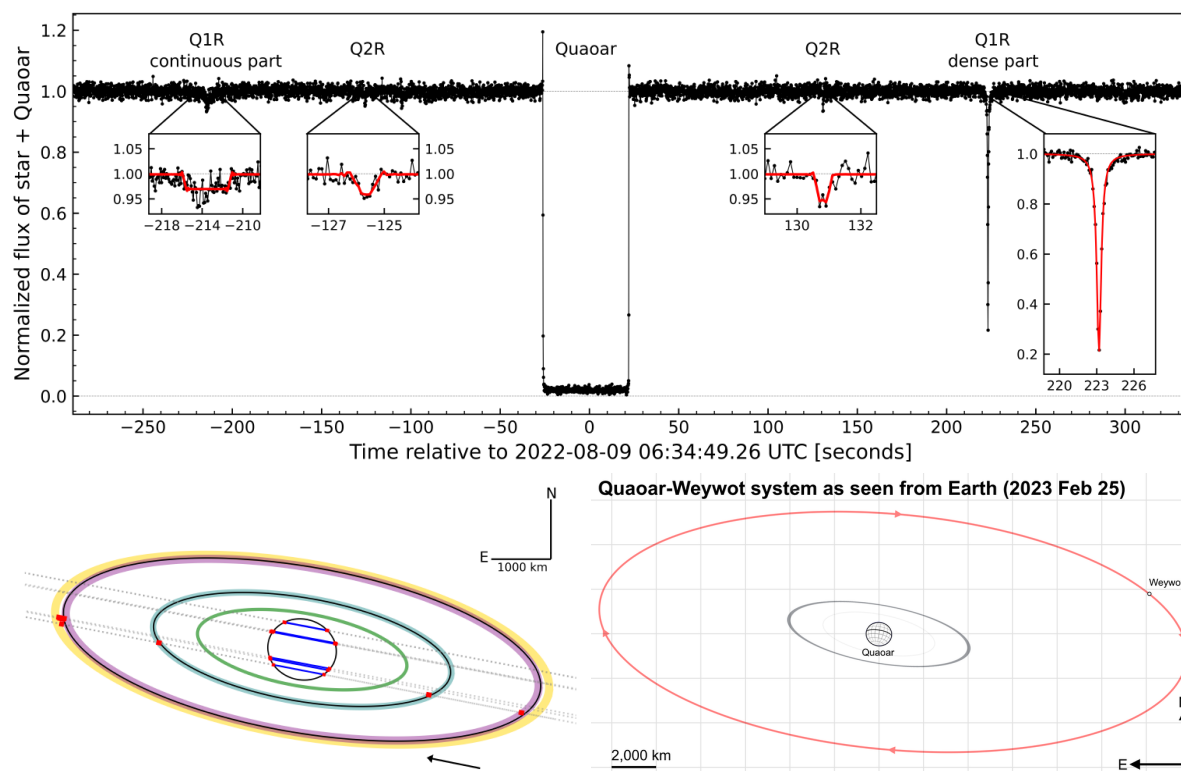 Normalized flux of star + Quaoar
1.2
1.0
0.8
0.6
0.4
0.2
0.0
Q1R
continuous part
Q2R
Quaoar
Q2R
Q1R
dense part
1.05
1.00
0.95
−218 −214 −210
1.05
1.00
0.95
−127 −125
1.05
1.00
0.95
130 132
1.0
0.8
0.6
0.4
0.2
220 223 226
−250 −200 −150 −100 −50 0 50 100 150 200 250 300
Time relative to 2022-08-09 06:34:49.26 UTC [seconds]
N
E
1000 km
Quaoar-Weywot system as seen from Earth (2023 Feb 25)
Quaoar
2,000 km
E